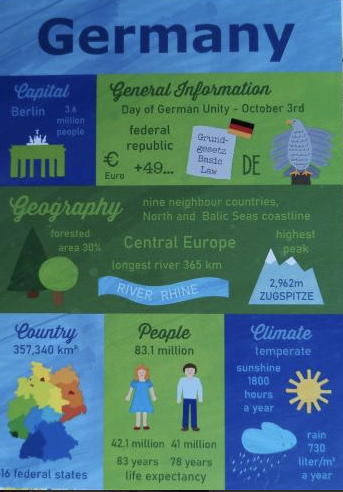 Germany
Capital
Berlin
3.6
million
people
General Information
Day of German Unity - October 3rd
federal
republic
€
Euro
+49...
Grund-
gesetz
Basic
Law
DE
Geography
nine neighbour countries,
North and Balic Seas coastline
forested
area 30%
Central Europe
highest
peak
longest river 365 km
RIVER RHINE
2,962m
ZUGSPITZE
Country
357,340 km²
16 federal states
People
83.1 million
42.1 million 41 million
83 years 78 years
life expectancy
Climate
temperate
sunshine
1800
hours
a year
rain
730
liter/m²
a year